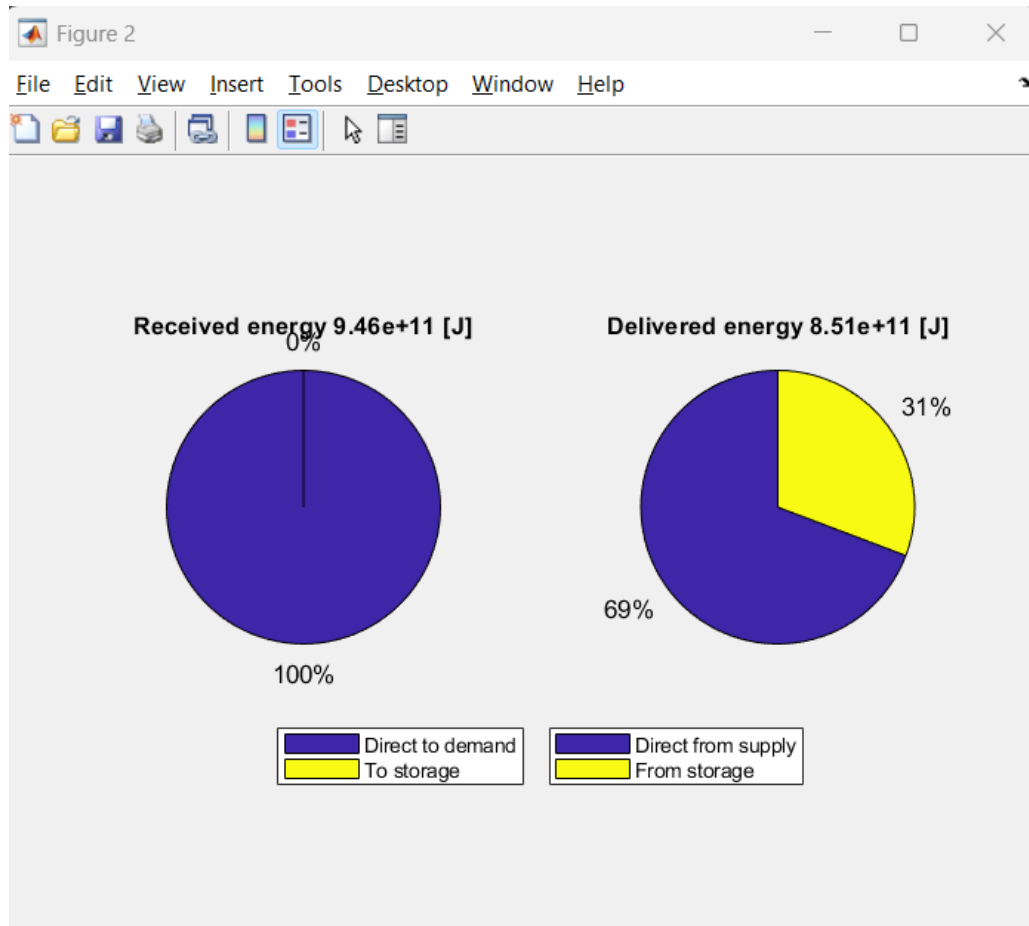 Figure 2
File Edit View Insert Tools Desktop Window Help
Received energy 9.46e+11 [J]
0%
100%
Delivered energy 8.51e+11 [J]
31%
69%
Direct to demand
To storage
Direct from supply
From storage